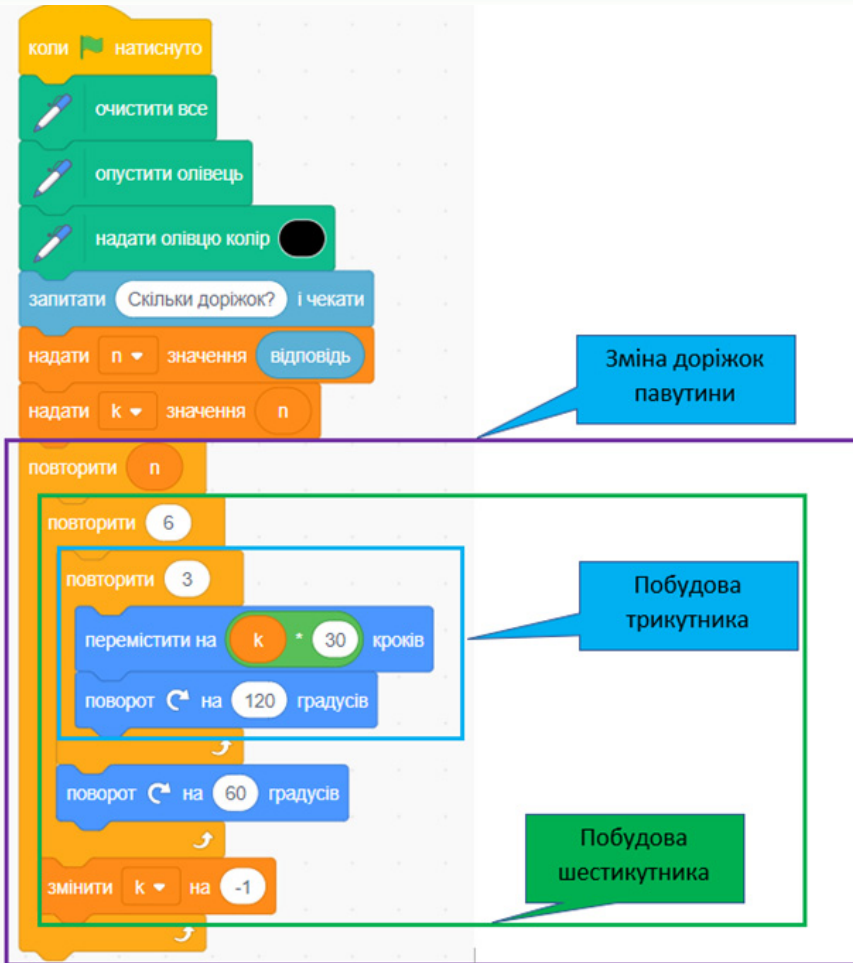 коли натиснуто
очистити все
опустити олівець
надати олівцю колір
запитати Скільки доріжок? і чекати
надати n значення відповідь
надати k значення n
Зміна доріжок
павутини
повторити n
повторити 6
повторити 3
перемістити на k * 30 кроків
поворот на 120 градусів
Побудова
трикутника
поворот на 60 градусів
змінити k на -1
Побудова
шестикутника